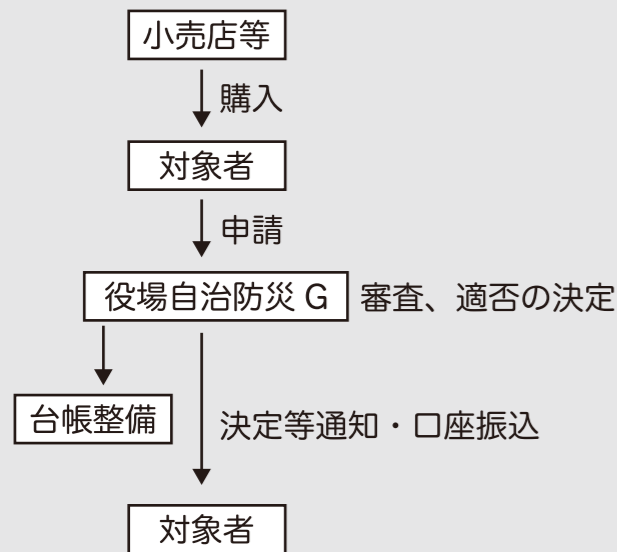 小売店等
購入
対象者
申請
役場自治防災 G
審査、適否の決定
台帳整備
決定等通知・口座振込
対象者